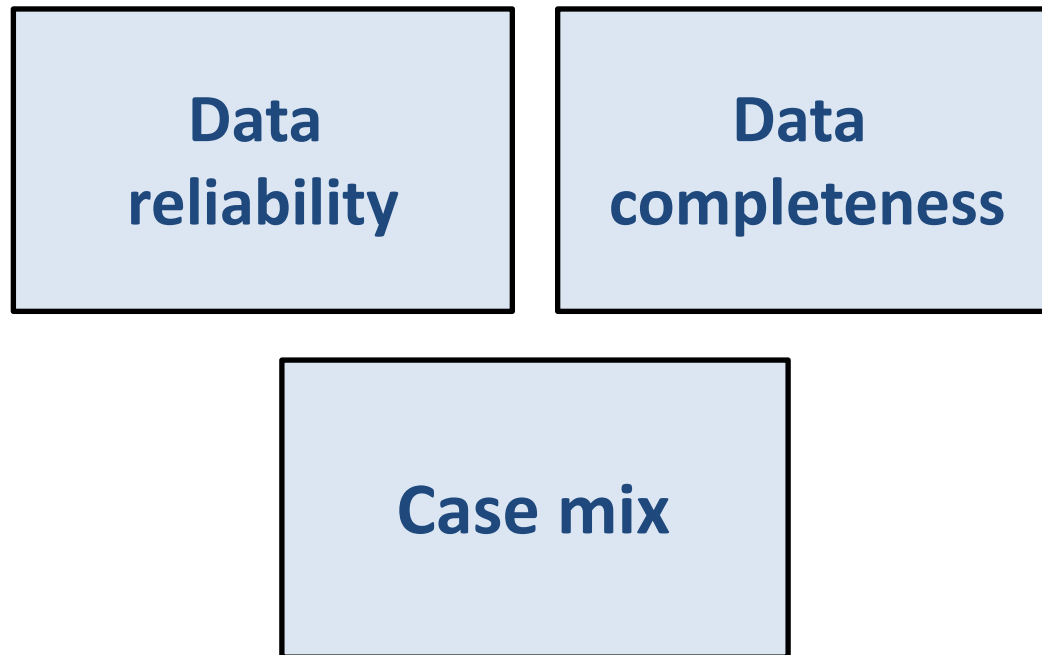 Data
reliability
Data
completeness
Case mix